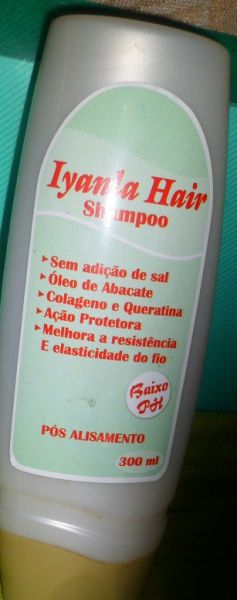 Iyanla Hair
Shampoo
Sem adição de sal
Óleo de Abacate
Colageno e Queratina
Ação Protetora
Melhora a resistência
E elasticidade do fio
Baixo
PH
PÓS ALISAMENTO
300 ml